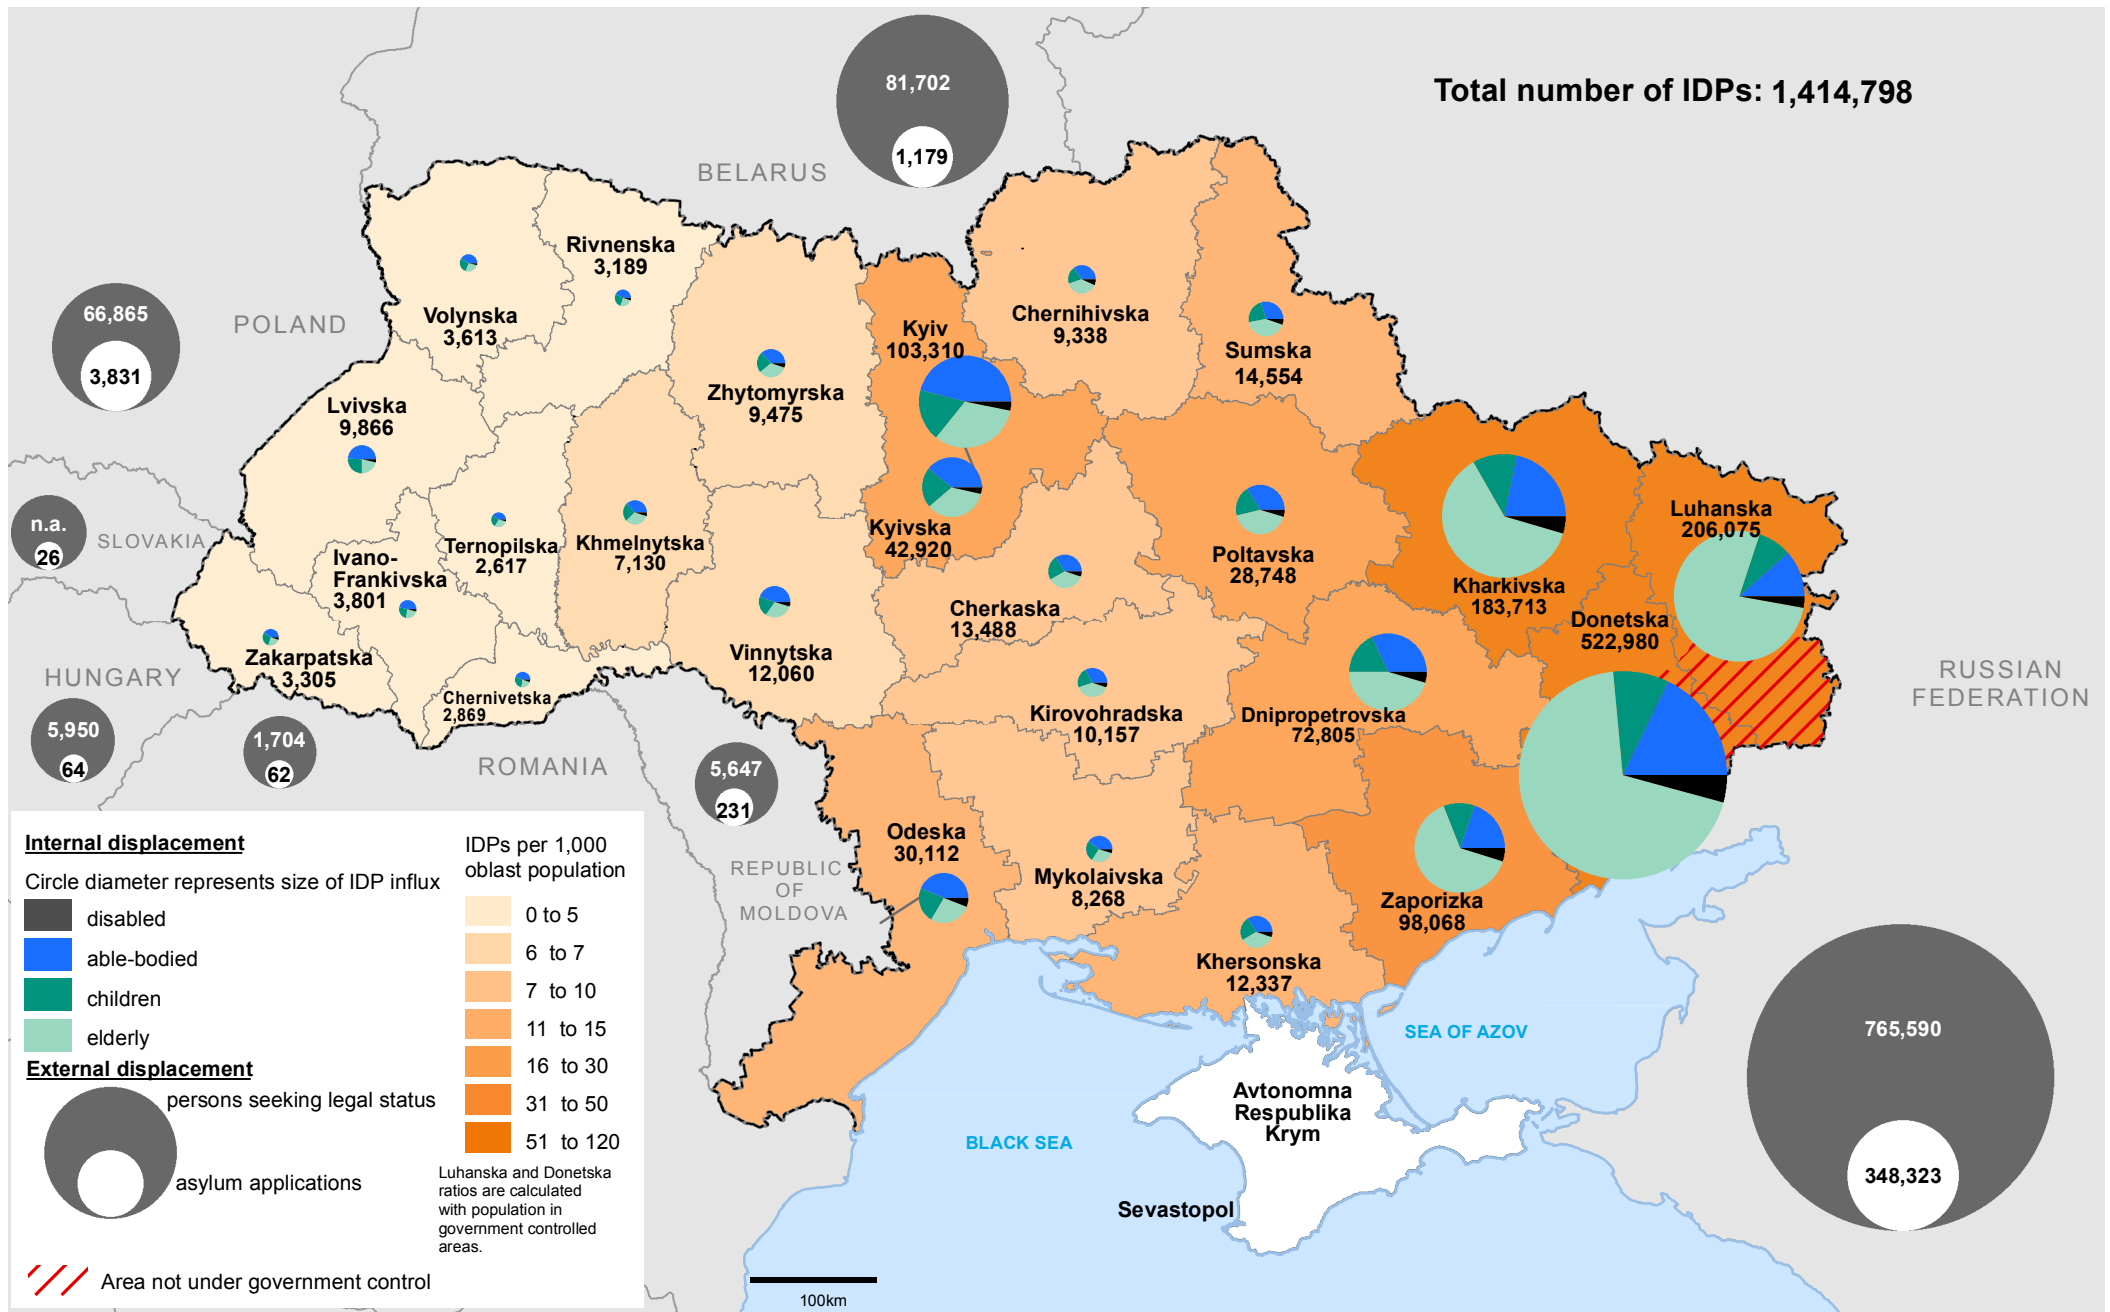 Total number of IDPs: 1,414,798
81,702
1,179
BELARUS
Rivnenska
3,189
Volynska
3,613
66,865
3,831
POLAND
Lvivska
9,866
Zhytomyrska
9,475
Kyiv
103,310
Chernihivska
9,338
Sumska
14,554
n.a.
26
SLOVAKIA
Ivano-
Frankivska
3,801
Ternopilska
2,617
Khmelnytska
7,130
Kyivska
42,920
Poltavska
28,748
Kharkivska
183,713
Luhanska
206,075
Donetska
522,980
Cherkaska
13,488
Vinnytska
12,060
Zakarpatska
3,305
Chernivetska
2,869
HUNGARY
5,950
64
1,704
62
ROMANIA
5,647
231
REPUBLIC
OF
MOLDOVA
Kirovohradska
10,157
Dnipropetrovska
72,805
RUSSIAN
FEDERATION
Odeska
30,112
Mykolaivska
8,268
Zaporizka
98,068
Khersonska
12,337
SEA OF AZOV
BLACK SEA
Avtonomna
Respublika
Krym
Sevastopol
765,590
348,323
Internal displacement
Circle diameter represents size of IDP influx
disabled
able-bodied
children
elderly
External displacement
persons seeking legal status
asylum applications
Area not under government control
IDPs per 1,000
oblast population
0 to 5
6 to 7
7 to 10
11 to 15
16 to 30
31 to 50
51 to 120
Luhanska and Donetska
ratios are calculated
with population in
government controlled
areas.
100km